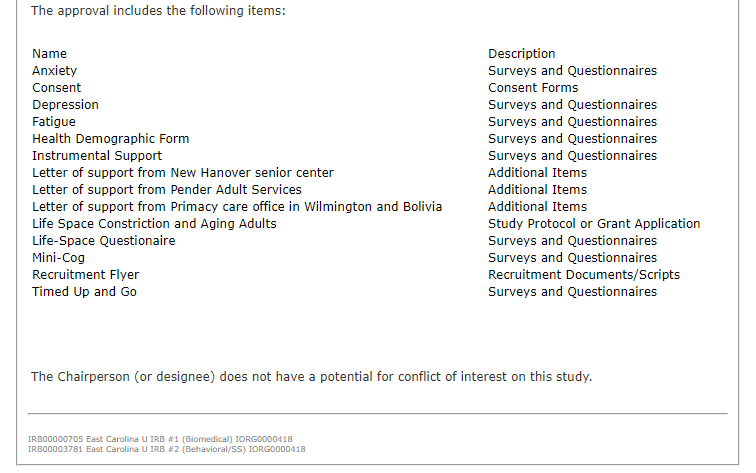 The approval includes the following items:
Name Description
Anxiety Surveys and Questionnaires
Consent Consent Forms
Depression Surveys and Questionnaires
Fatigue Surveys and Questionnaires
Health Demographic Form Surveys and Questionnaires
Instrumental Support Surveys and Questionnaires
Letter of support from New Hanover senior center Additional Items
Letter of support from Pender Adult Services Additional Items
Letter of support from Primacy care office in Wilmington and Bolivia Additional Items
Life Space Constriction and Aging Adults Study Protocol or Grant Application
Life-Space Questionaire Surveys and Questionnaires
Mini-Cog Surveys and Questionnaires
Recruitment Flyer Recruitment Documents/Scripts
Timed Up and Go Surveys and Questionnaires
The Chairperson (or designee) does not have a potential for conflict of interest on this study.
IRB00000705 East Carolina U IRB #1 (Biomedical) IORG0000418
IRB00003781 East Carolina U IRB #2 (Behavioral/SS) IORG0000418